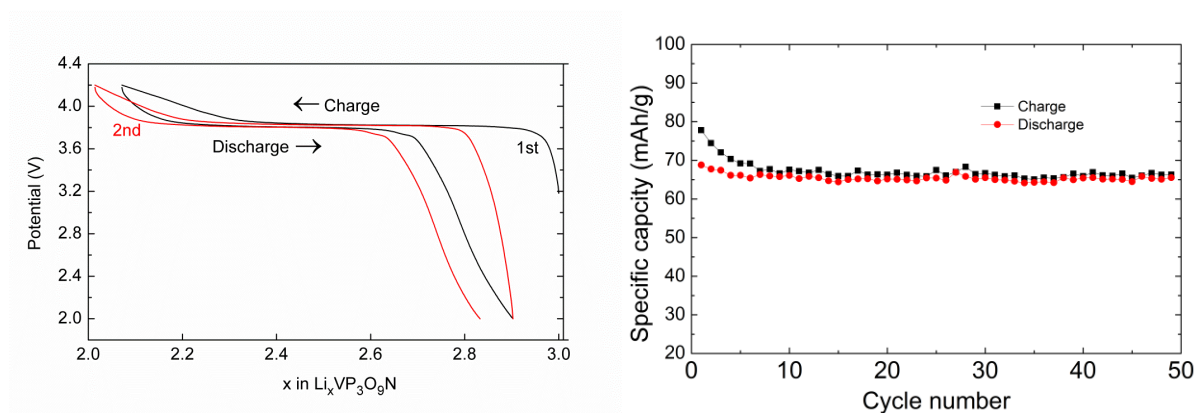 4.4
4.0
3.6
3.2
2.8
2.4
2.0
Potential (V)
Charge
2nd
Discharge
1st
2.0 2.2 2.4 2.6 2.8 3.0
x in LiₓVP₃O₉N
100
90
80
70
60
50
40
30
20
Specific capcity (mAh/g)
Charge
Discharge
0 10 20 30 40 50
Cycle number